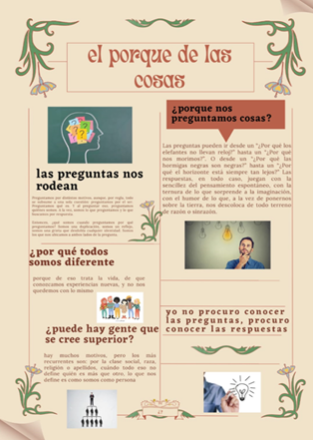 el porque de las
cosas
las preguntas nos
rodean
¿porque nos
preguntamos cosas?
Las preguntas pueden ir desde un "¿Por qué los
elefantes no llevan reloj?" hasta un "¿Por qué
nos morimos?". O desde un "¿Por qué las
hormigas negras son negras?" hasta un "¿Por
qué el horizonte está siempre tan lejos?" Las
respuestas, en todo caso, juegan con la
sencillez del pensamiento espontáneo, con la
ternura de lo que sorprende a la imaginación,
con el humor de lo que, a la vez de ponernos
sobre la tierra, nos descoloca de todo terreno
de razón o sinrazón.
¿por qué todos
somos diferente
porque de eso trata la vida, de que
conozcamos experiencias nuevas, y no nos
quedemos con lo mismo.
¿puede hay gente que
se cree superior?
hay muchos motivos, pero los más
recurrentes son: por la clase social, raza,
religión o apellidos, cuándo todo eso no
define quién es más que otro, lo que nos
define es como somos como persona
yo no procuro conocer
las preguntas, procuro
conocer las respuestas